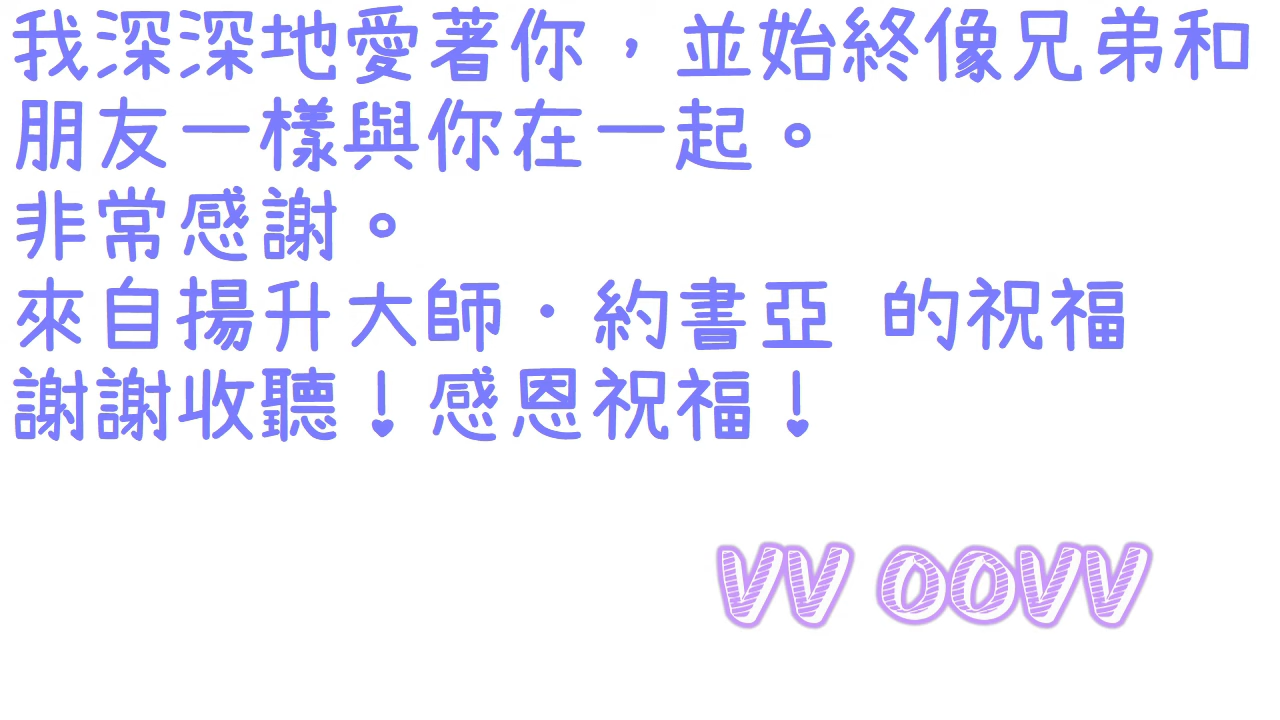 我深深地愛著你，並始終像兄弟和
朋友一樣與你在一起。
非常感謝。
來自揚升大師·約書亞 的祝福
謝謝收聽！感恩祝福！
VV OOVV